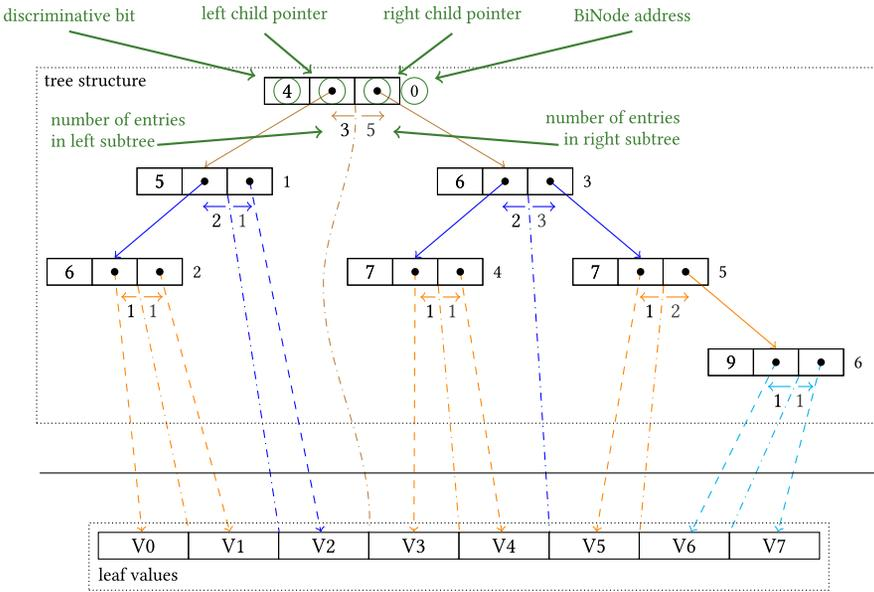 discriminative bit
left child pointer
right child pointer
BiNode address
tree structure
4
0
number of entries
in left subtree
3 5
number of entries
in right subtree
5
1
6
3
2 1
2 3
6
2
7
4
7
5
1 1
1 1
1 2
9
6
1 1
V0 V1 V2 V3 V4 V5 V6 V7
leaf values